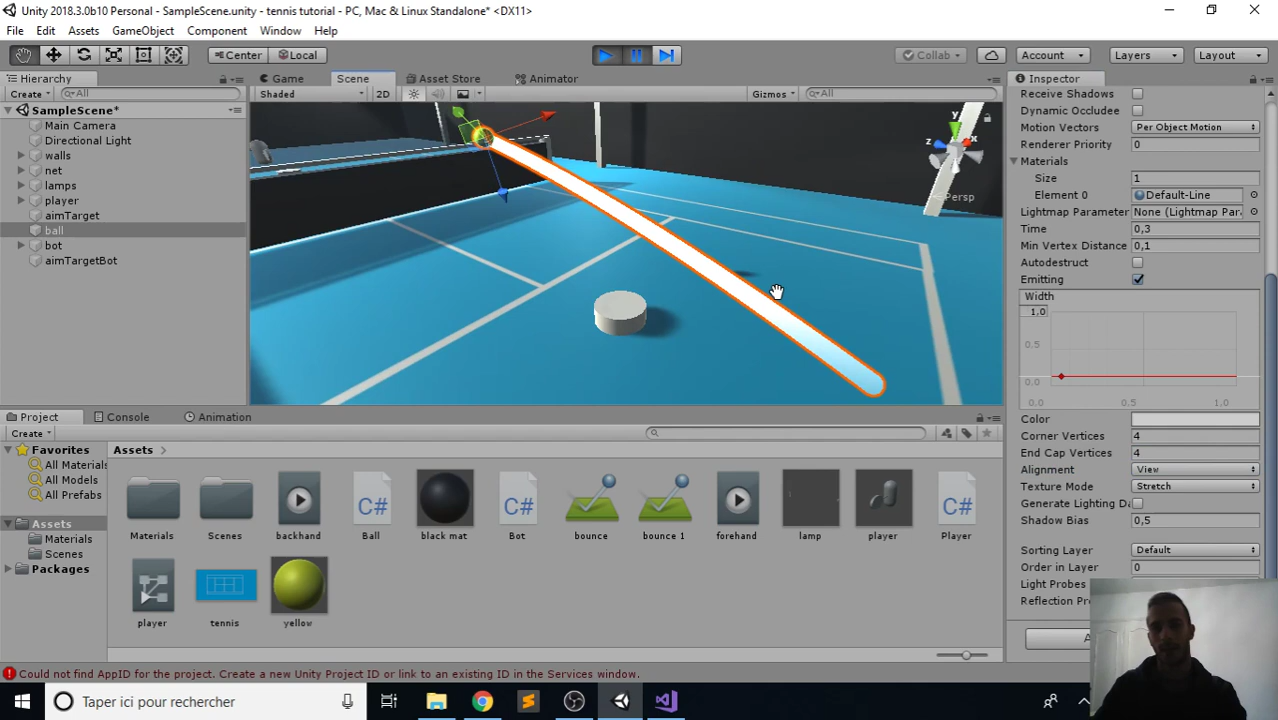 Unity 2018.3.0b10 Personal - SampleScene.unity - tennis tutorial - PC, Mac & Linux Standalone* <DX11>
File Edit Assets GameObject Component Window Help
Center Local Collab Account Layers Layout
Hierarchy Game Scene Asset Store Animator Inspector
Create All Shaded 2D Gizmos All
SampleScene*
Main Camera
Directional Light
walls
net
lamps
player
aimTarget
ball
bot
aimTargetBot
y
x
z
Persp
Receive Shadows
Dynamic Occludee
Motion Vectors Per Object Motion
Renderer Priority 0
Materials
Size 1
Element 0 Default-Line
Lightmap Parameter None (Lightmap Par
Time 0,3
Min Vertex Distance 0,1
Autodestruct
Emitting
Width
1,0
0.5
0.0
0.0 0.5 1.0
Color
Corner Vertices 4
End Cap Vertices 4
Alignment View
Texture Mode Stretch
Generate Lighting Da
Shadow Bias 0,5
Sorting Layer Default
Order in Layer 0
Light Probes
Reflection Pro
Project Console Animation
Create
Favorites
All Materials
All Models
All Prefabs
Assets
Materials
Scenes
Packages
Assets
C# C# C#
Materials Scenes backhand Ball black mat Bot bounce bounce 1 forehand lamp player Player
player tennis yellow
Could not find AppID for the project. Create a new Unity Project ID or link to an existing ID in the Services window.
Taper ici pour rechercher